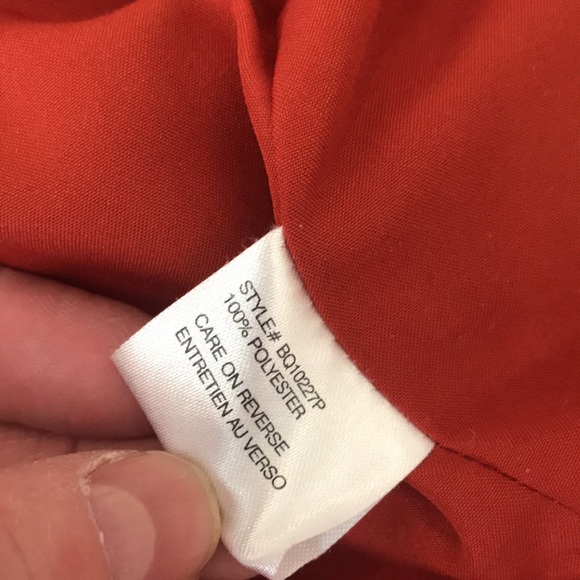 STYLE# BQ10227P
100% POLYESTER
CARE ON REVERSE
ENTRETIEN AU VERSO